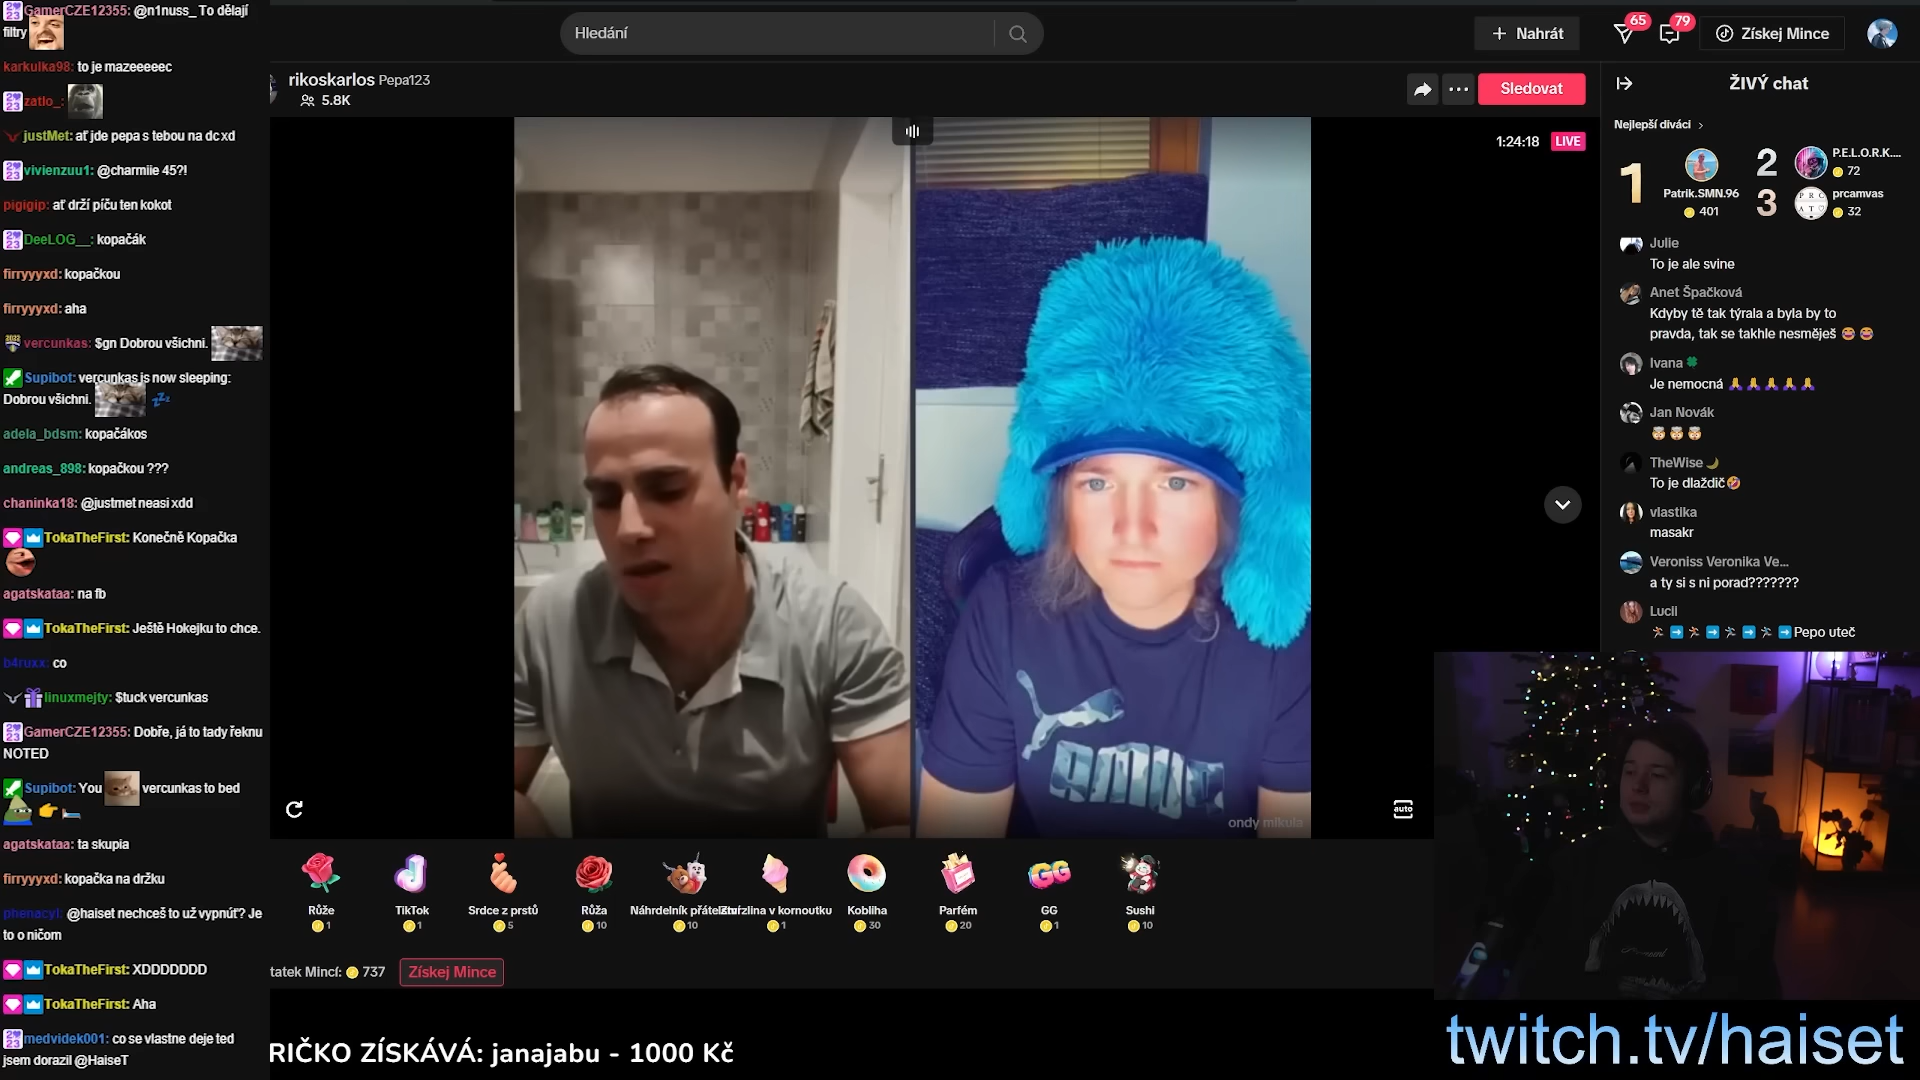 GamerCZE12355: @n1nuss_ To dělají
filtry
karkulka98: to je mazeeeeec
zatlo_:
justMet: ať jde pepa s tebou na dc xd
vivienzuu1: @charmiie 45?!
pigigip: ať drží píču ten kokot
DeeLOG__: kopačák
firryyyxd: kopačkou
firryyyxd: aha
vercunkas: $gn Dobrou všichni.
Supibot: vercunkas is now sleeping:
Dobrou všichni.
adela_bdsm: kopačákos
andreas_898: kopačkou ???
chaninka18: @justmet neasi xdd
TokaTheFirst: Konečně Kopačka
agatskataa: na fb
TokaTheFirst: Ještě Hokejku to chce.
b4ruxx: co
linuxmejty: $tuck vercunkas
GamerCZE12355: Dobře, já to tady řeknu
NOTED
Supibot: You vercunkas to bed
agatskataa: ta skupia
firryyyxd: kopačka na držku
phenacyl: @haiset nechceš to už vypnút? Je
to o ničom
TokaTheFirst: XDDDDDDD
TokaTheFirst: Aha
medvidek001: co se vlastne deje ted
jsem dorazil @HaiseT
Hledání
Nahrát
65
79
Získej Mince
rikoskarlos Pepa123
5.8K
Sledovat
1:24:18 LIVE
ondy mikula
auto
Růže
1
TikTok
1
Srdce z prstů
5
Růža
10
Náhrdelník
10
zmrzlina v kornoutku
1
Kobliha
30
Parfém
20
GG
GG
1
Sushi
10
tatek Mincí: 737
Získej Mince
RIČKO ZÍSKÁVÁ: janajabu - 1000 Kč
ŽIVÝ chat
Nejlepší diváci
1
Patrik.SMN.96
401
2
P.E.L.O.R.K....
72
3
prcamvas
32
Julie
To je ale svine
Anet Špačková
Kdyby tě tak týrala a byla by to
pravda, tak se takhle nesměješ
Ivana
Je nemocná
Jan Novák
TheWise
To je dlaždič
vlastika
masakr
Veroniss Veronika Ve...
a ty si s ni porad???????
LucII
Pepo uteč
twitch.tv/haiset